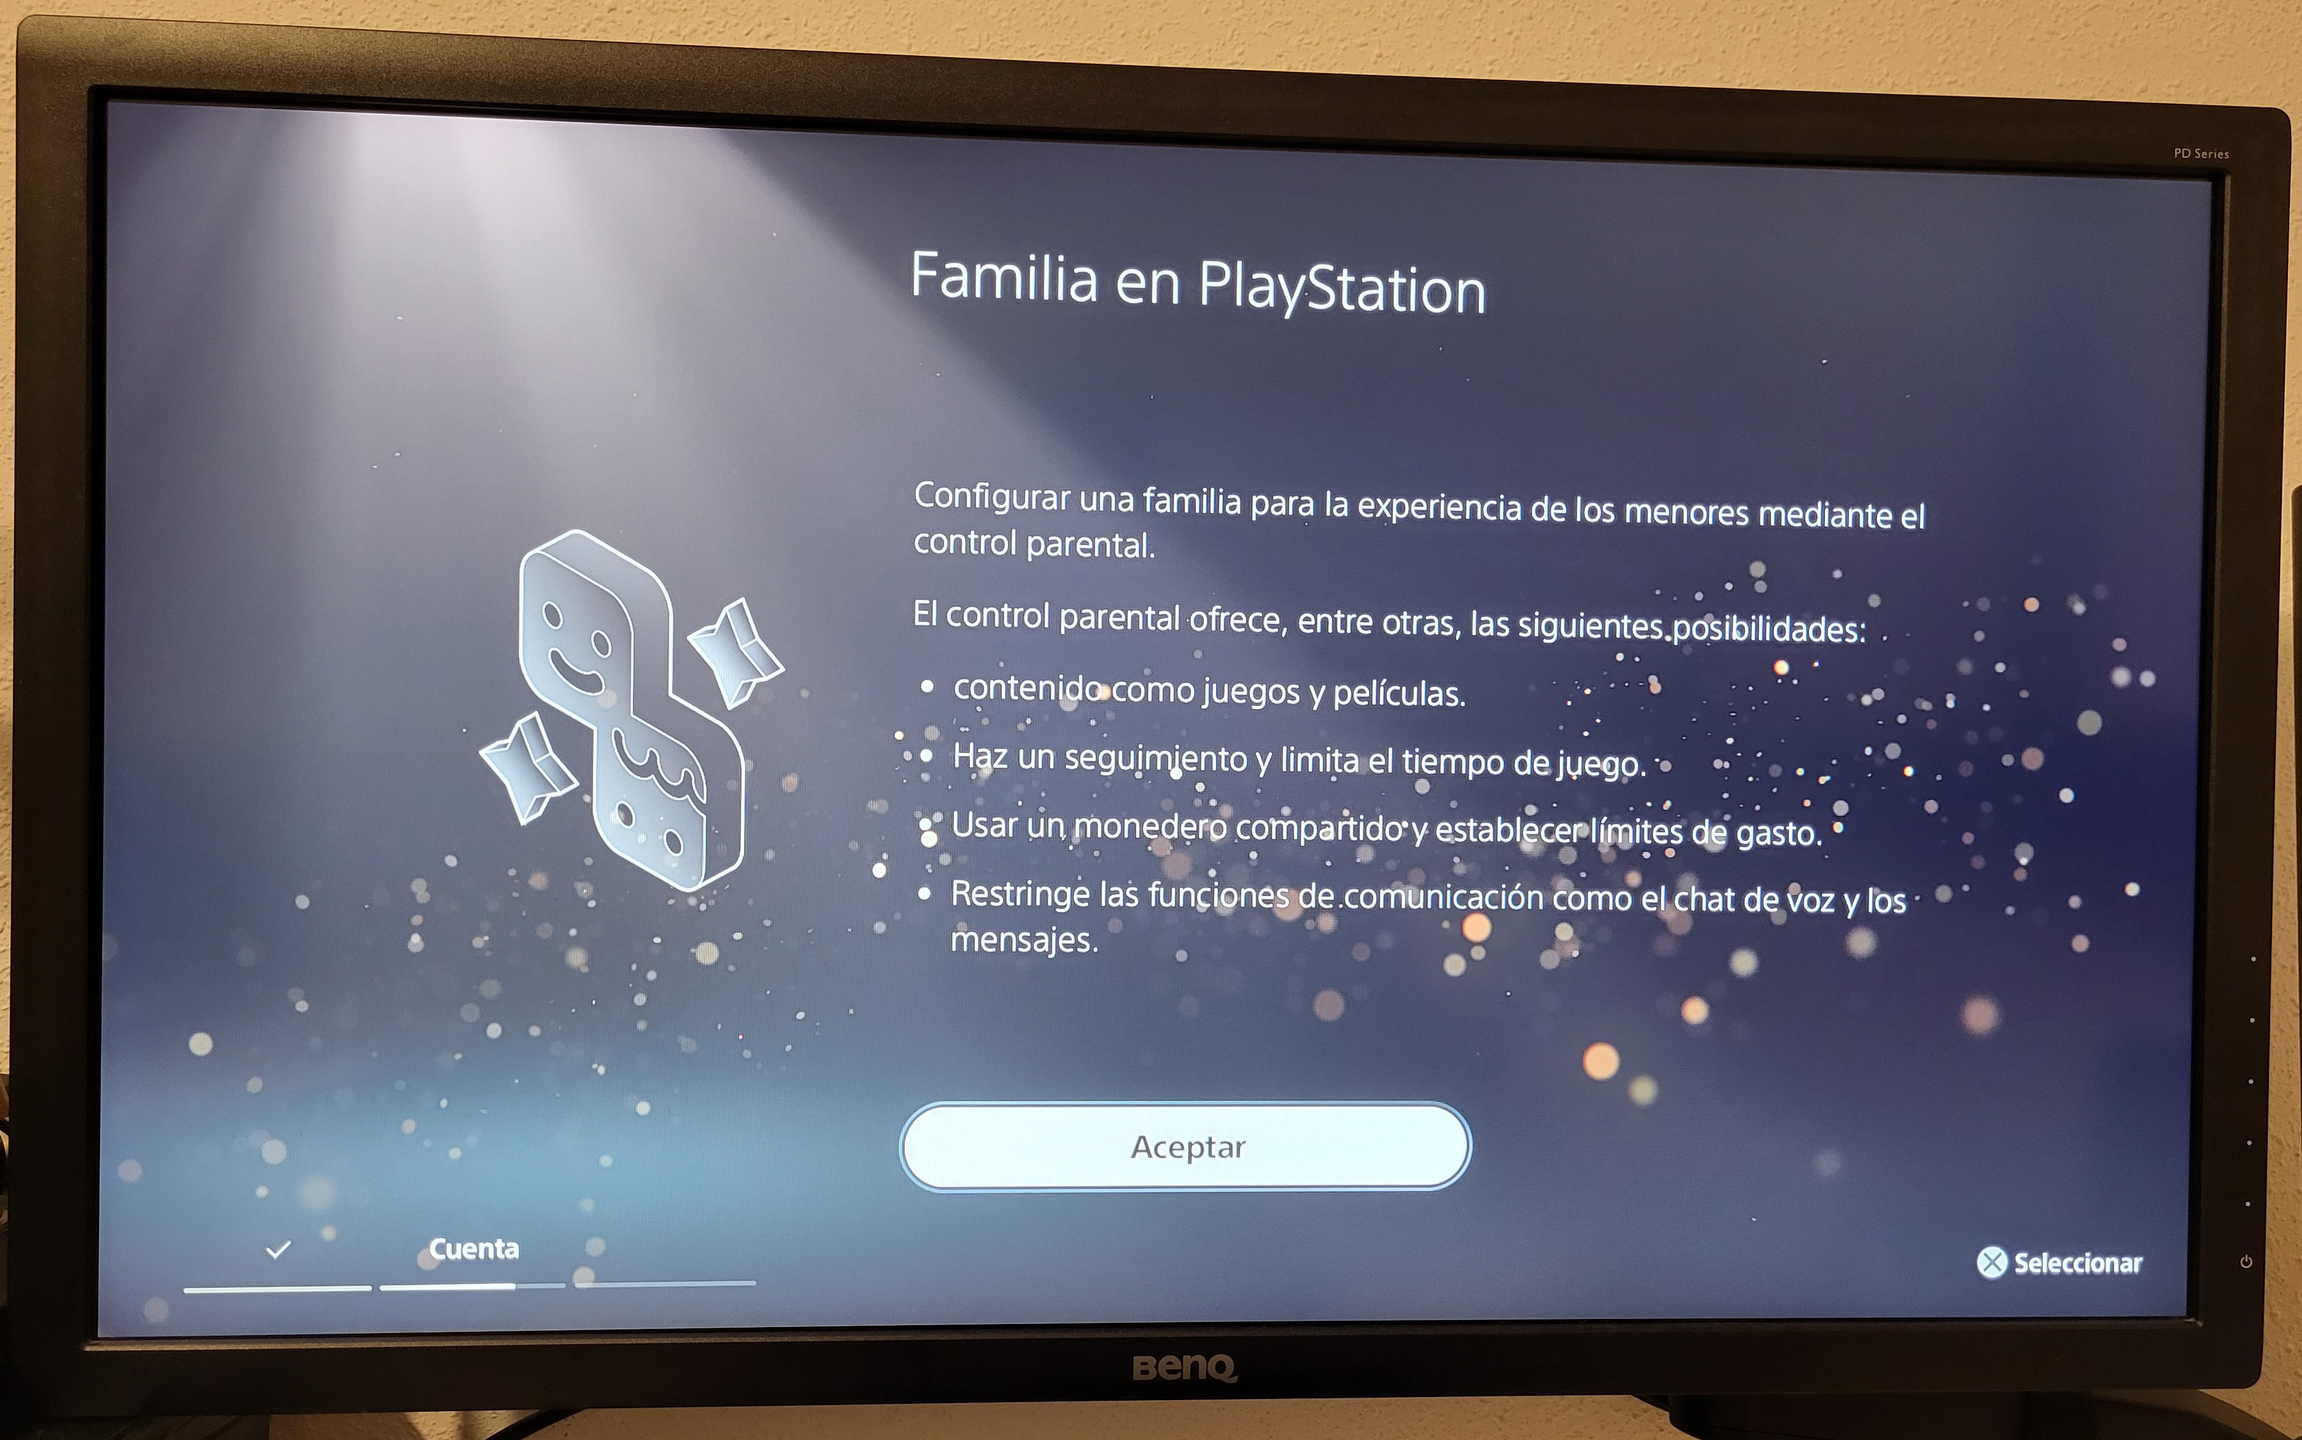 PD Series
Familia en PlayStation
Configurar una familia para la experiencia de los menores mediante el
control parental.
El control parental ofrece, entre otras, las siguientes posibilidades:
• contenido como juegos y películas.
• Haz un seguimiento y limita el tiempo de juego.
• Usar un monedero compartido y establecer límites de gasto.
• Restringe las funciones de comunicación como el chat de voz y los
mensajes.
Aceptar
Cuenta
Seleccionar
BenQ